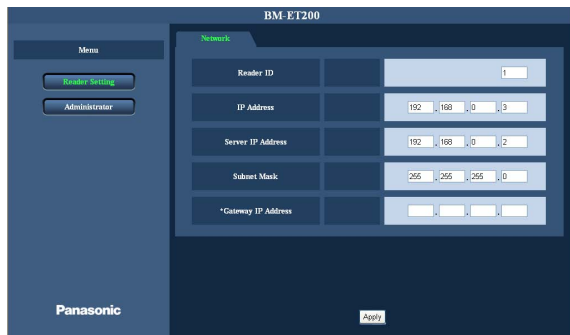 BM-ET200
Menu
Reader Setting
Administrator
Panasonic
Network
Reader ID 1
IP Address 192 . 168 . 0 . 3
Server IP Address 192 . 168 . 0 . 2
Subnet Mask 255 . 255 . 255 . 0
*Gateway IP Address . . .
Apply